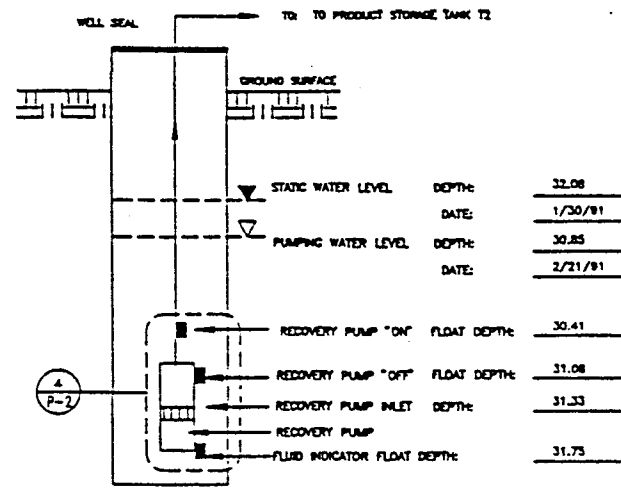 WELL SEAL
TO: TO PRODUCT STORAGE TANK T2
GROUND SURFACE
STATIC WATER LEVEL DEPTH: 32.08
DATE: 1/30/91
PUMPING WATER LEVEL DEPTH: 30.85
DATE: 2/21/91
RECOVERY PUMP "ON" FLOAT DEPTH: 30.41
RECOVERY PUMP "OFF" FLOAT DEPTH: 31.08
4
P-2
RECOVERY PUMP INLET DEPTH: 31.33
RECOVERY PUMP
FLUID INDICATOR FLOAT DEPTH: 31.75